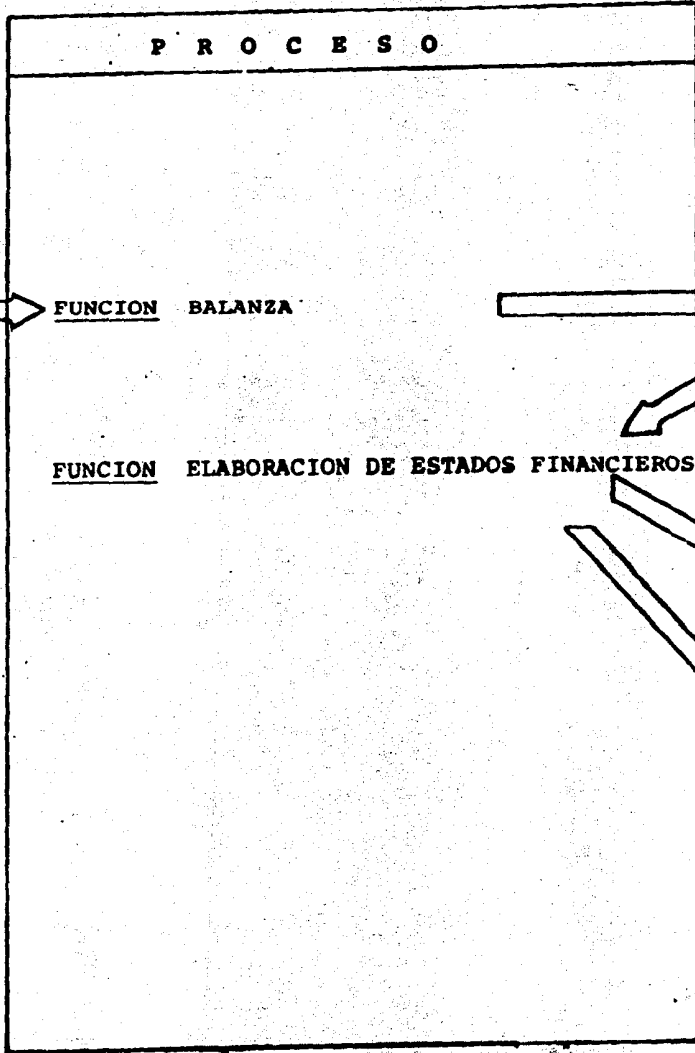 P R O C E S O
FUNCION BALANZA
FUNCION ELABORACION DE ESTADOS FINANCIEROS